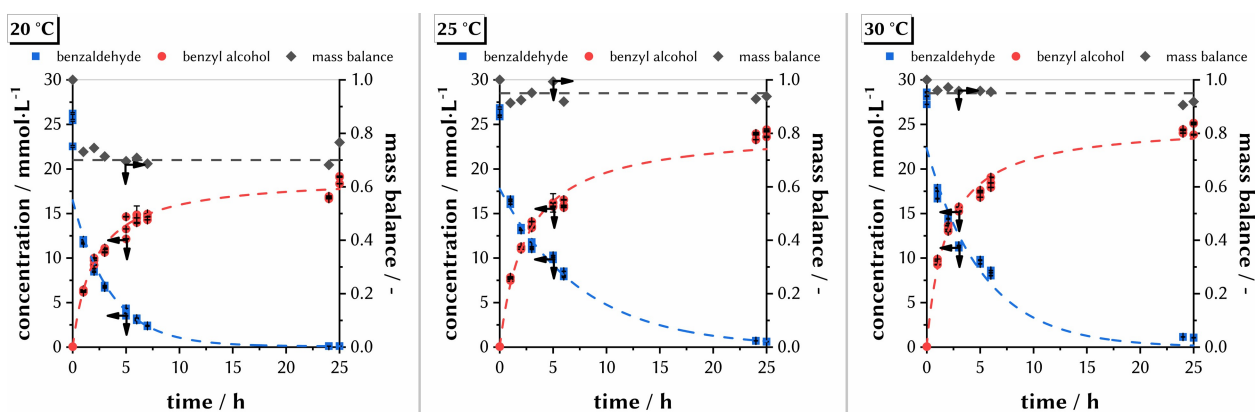 20 °C
benzaldehyde benzyl alcohol mass balance
30
25
20
15
10
5
0
1.0
0.8
0.6
0.4
0.2
0.0
0 5 10 15 20 25
concentration / mmol·L⁻¹
mass balance / -
time / h
25 °C
benzaldehyde benzyl alcohol mass balance
30
25
20
15
10
5
0
1.0
0.8
0.6
0.4
0.2
0.0
0 5 10 15 20 25
concentration / mmol·L⁻¹
mass balance / -
time / h
30 °C
benzaldehyde benzyl alcohol mass balance
30
25
20
15
10
5
0
1.0
0.8
0.6
0.4
0.2
0.0
0 5 10 15 20 25
concentration / mmol·L⁻¹
mass balance / -
time / h